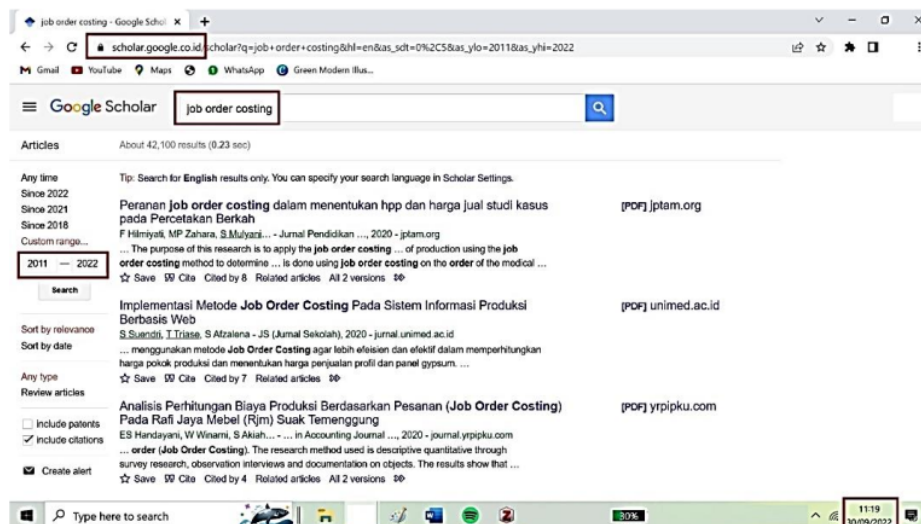 job order costing - Google Schol
scholar.google.co.id/scholar?q=job+order+costing&hl=en&as_sdt=0%2C5&as_ylo=2011&as_yhi=2022
Gmail YouTube Maps WhatsApp Green Modern Illus...
Google Scholar job order costing
Articles About 42,100 results (0.23 sec)
Any time
Since 2022
Since 2021
Since 2018
Custom range...
2011 — 2022
Search
Sort by relevance
Sort by date
Any type
Review articles
include patents
include citations
Create alert
Tip: Search for English results only. You can specify your search language in Scholar Settings.
Peranan job order costing dalam menentukan hpp dan harga jual studi kasus
pada Percetakan Berkah
[PDF] jptam.org
F Hilmiyati, MP Zahara, S Mulyani... - Jurnal Pendidikan ..., 2020 - jptam.org
... The purpose of this research is to apply the job order costing ... of production using the job
order costing method to determine ... is done using job order costing on the order of the medical ...
Save Cite Cited by 8 Related articles All 2 versions
Implementasi Metode Job Order Costing Pada Sistem Informasi Produksi
Berbasis Web
[PDF] unimed.ac.id
S Suendri, T Triase, S Afzalena - JS (Jurnal Sekolah), 2020 - jurnal.unimed.ac.id
... menggunakan metode Job Order Costing agar lebih efeisien dan efektif dalam memperhitungkan
harga pokok produksi dan menentukan harga penjualan profil dan panel gypsum. ...
Save Cite Cited by 7 Related articles
Analisis Perhitungan Biaya Produksi Berdasarkan Pesanan (Job Order Costing)
Pada Rafi Jaya Mebel (Rjm) Suak Temenggung
[PDF] yrpipku.com
ES Handayani, W Winarni, S Akiah... - ... in Accounting Journal ..., 2020 - journal.yrpipku.com
... order (Job Order Costing). The research method used is descriptive quantitative through
survey research, observation interviews and documentation on objects. The results show that ...
Save Cite Cited by 4 Related articles All 2 versions
Type here to search
80%
11:19
30/09/2022